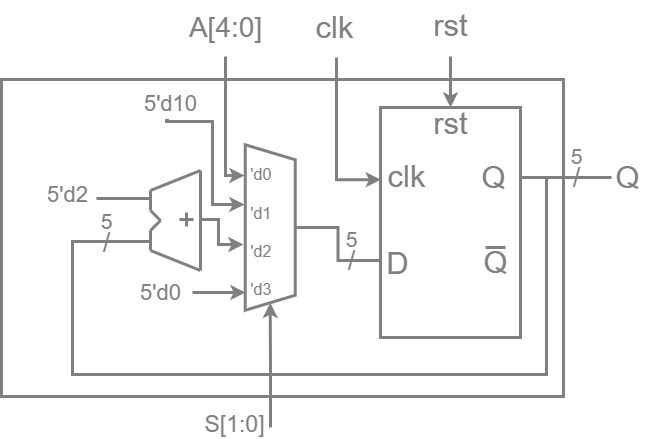 A[4:0] clk rst
5'd10
rst
5
'd0 clk Q Q
5'd2
'd1
5 +
5
'd2
D Q
5'd0 'd3
S[1:0]